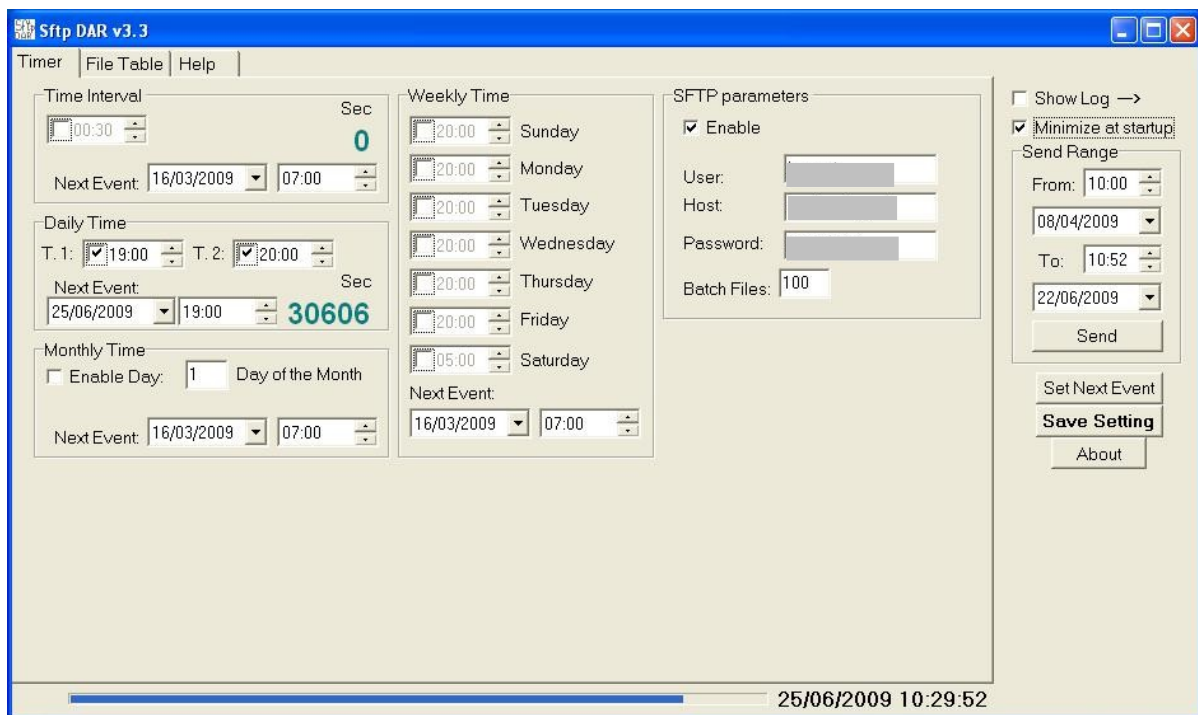 Sftp DAR v3.3
Timer File Table Help
Time Interval
Sec
00:30
0
Next Event: 16/03/2009 07:00
Daily Time
T. 1: 19:00 T. 2: 20:00
Next Event: Sec
25/06/2009 19:00 30606
Monthly Time
Enable Day: 1 Day of the Month
Next Event: 16/03/2009 07:00
Weekly Time
20:00 Sunday
20:00 Monday
20:00 Tuesday
20:00 Wednesday
20:00 Thursday
20:00 Friday
05:00 Saturday
Next Event:
16/03/2009 07:00
SFTP parameters
Enable
User:
Host:
Password:
Batch Files: 100
Show Log -->
Minimize at startup
Send Range
From: 10:00
08/04/2009
To: 10:52
22/06/2009
Send
Set Next Event
Save Setting
About
25/06/2009 10:29:52